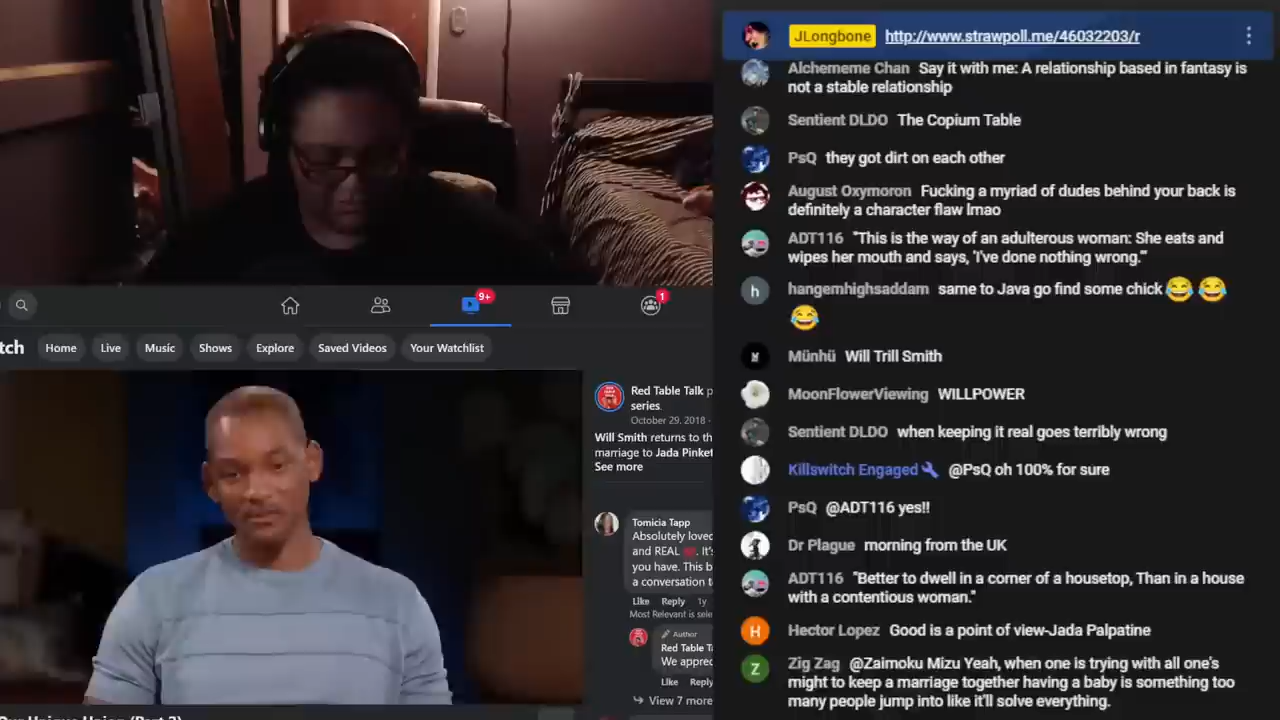 9+
1
tch
Home
Live
Music
Shows
Explore
Saved Videos
Your Watchlist
Red Table Talk p
series.
October 29, 2018 ·
Will Smith returns to th
marriage to Jada Pinket
See more
Tomicia Tapp
Absolutely loved
and REAL
It's
you have. This b
a conversation t
Like Reply 1y
Most Relevant is sele
Author
Red Table Ta
We apprec
Like Reply
View 7 more
Our Unique Union (Part 2)
JLongbone http://www.strawpoll.me/46032203/r
Alchememe Chan Say it with me: A relationship based in fantasy is
not a stable relationship
Sentient DLDO The Copium Table
PsQ they got dirt on each other
August Oxymoron Fucking a myriad of dudes behind your back is
definitely a character flaw lmao
ADT116 "This is the way of an adulterous woman: She eats and
wipes her mouth and says, 'I've done nothing wrong.'"
h
hangemhighsaddam same to Java go find some chick😂 😂
😂
Münhü Will Trill Smith
MoonFlowerViewing WILLPOWER
Sentient DLDO when keeping it real goes terribly wrong
Killswitch Engaged @PsQ oh 100% for sure
PsQ @ADT116 yes!!
Dr Plague morning from the UK
ADT116 "Better to dwell in a corner of a housetop, Than in a house
with a contentious woman."
H
Hector Lopez Good is a point of view-Jada Palpatine
Z
Zig Zag @Zaimoku Mizu Yeah, when one is trying with all one's
might to keep a marriage together having a baby is something too
many people jump into like it'll solve everything.